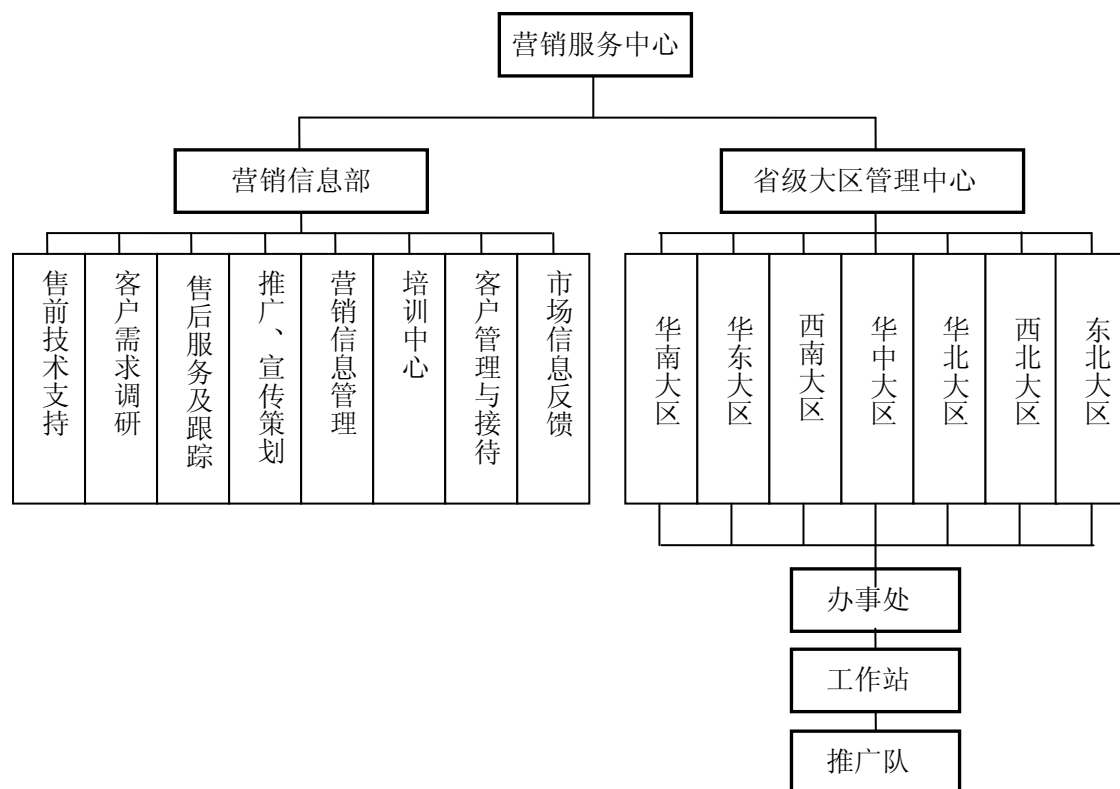 营销服务中心
营销信息部
省级大区管理中心
售前技术支持
客户需求调研
售后服务及跟踪
推广、宣传策划
营销信息管理
培训中心
客户管理与接待
市场信息反馈
华南大区
华东大区
西南大区
华中大区
华北大区
西北大区
东北大区
办事处
工作站
推广队